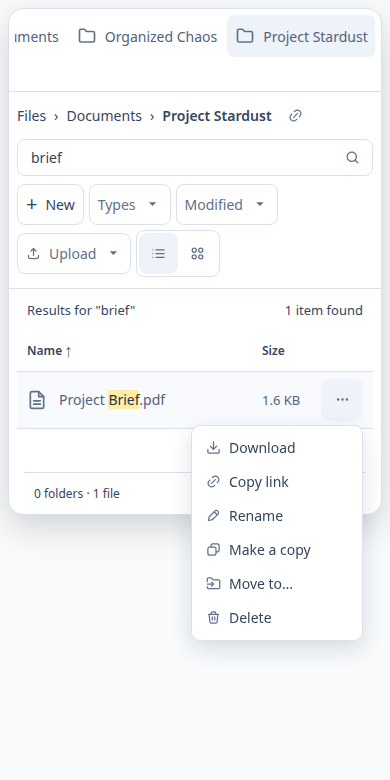 Organized Chaos Project Stardust
Files › Documents › Project Stardust
brief
+ New Types Modified
Upload
Results for "brief" 1 item found
Name ↑ Size
Project Brief.pdf 1.6 KB ...
Download
Copy link
Rename
0 folders · 1 file
Make a copy
Move to...
Delete